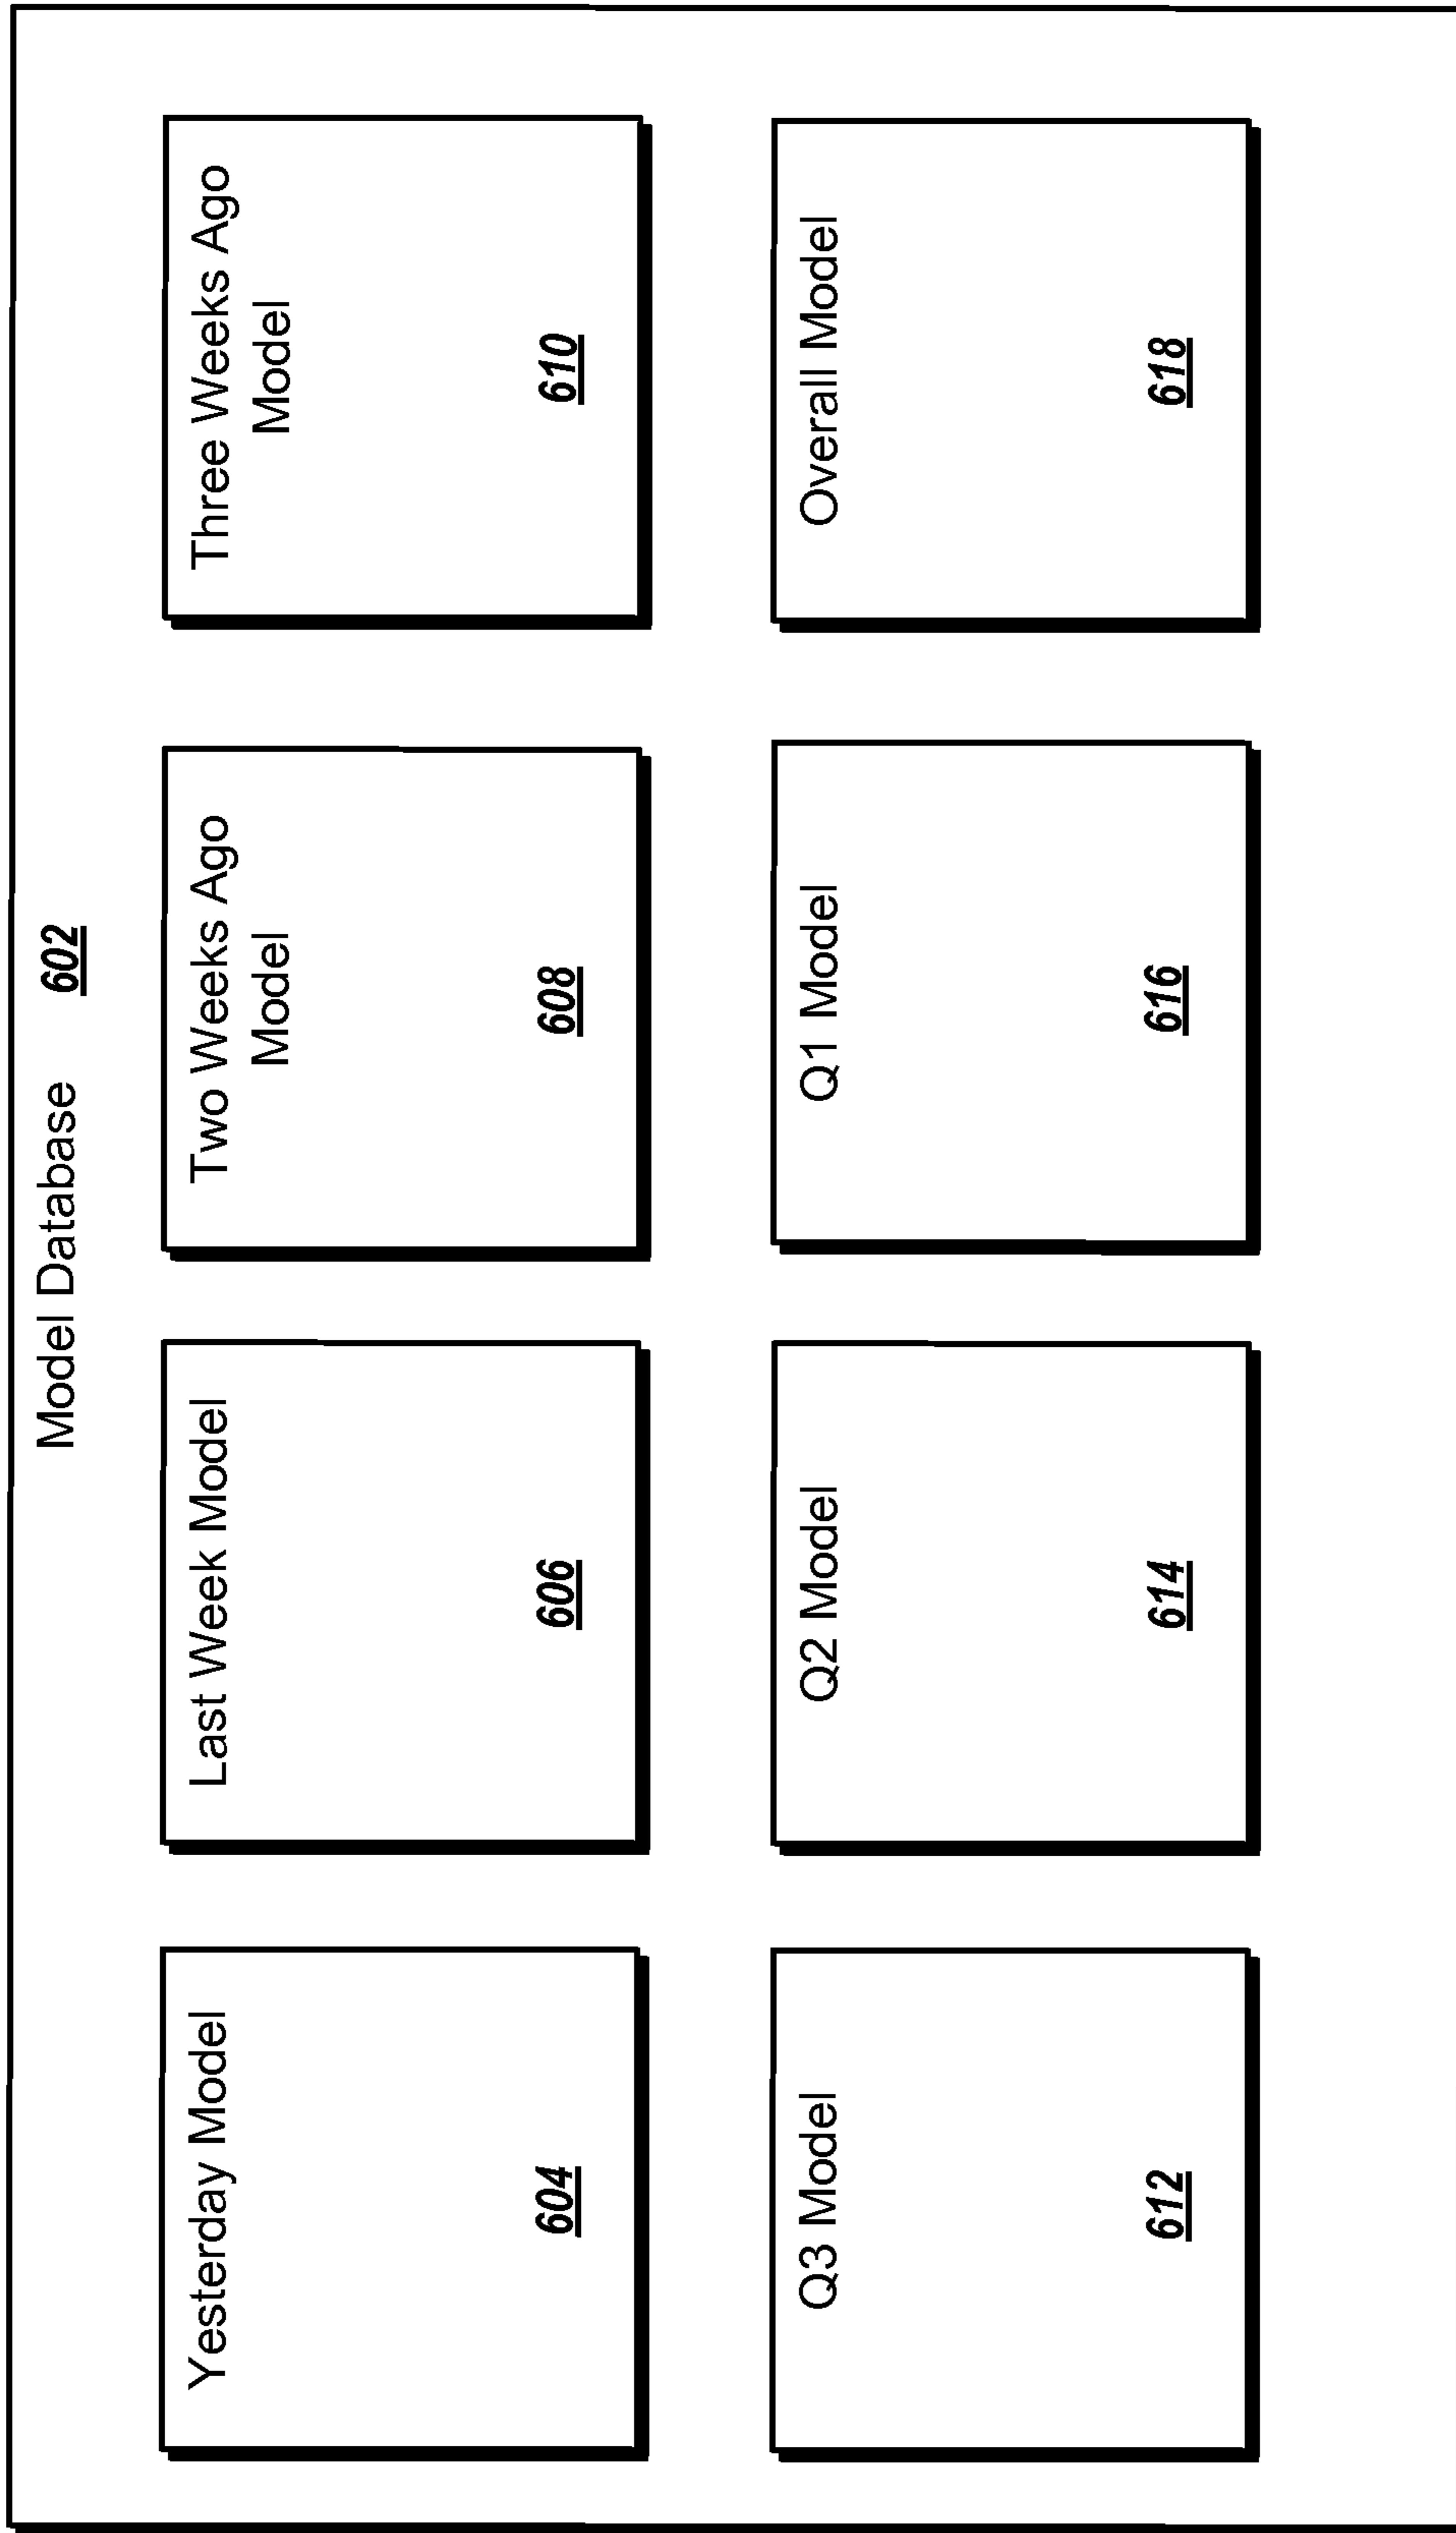 Model Database 602
Yesterday Model
604
Last Week Model
606
Two Weeks Ago
Model
608
Three Weeks Ago
Model
610
Q3 Model
612
Q2 Model
614
Q1 Model
616
Overall Model
618